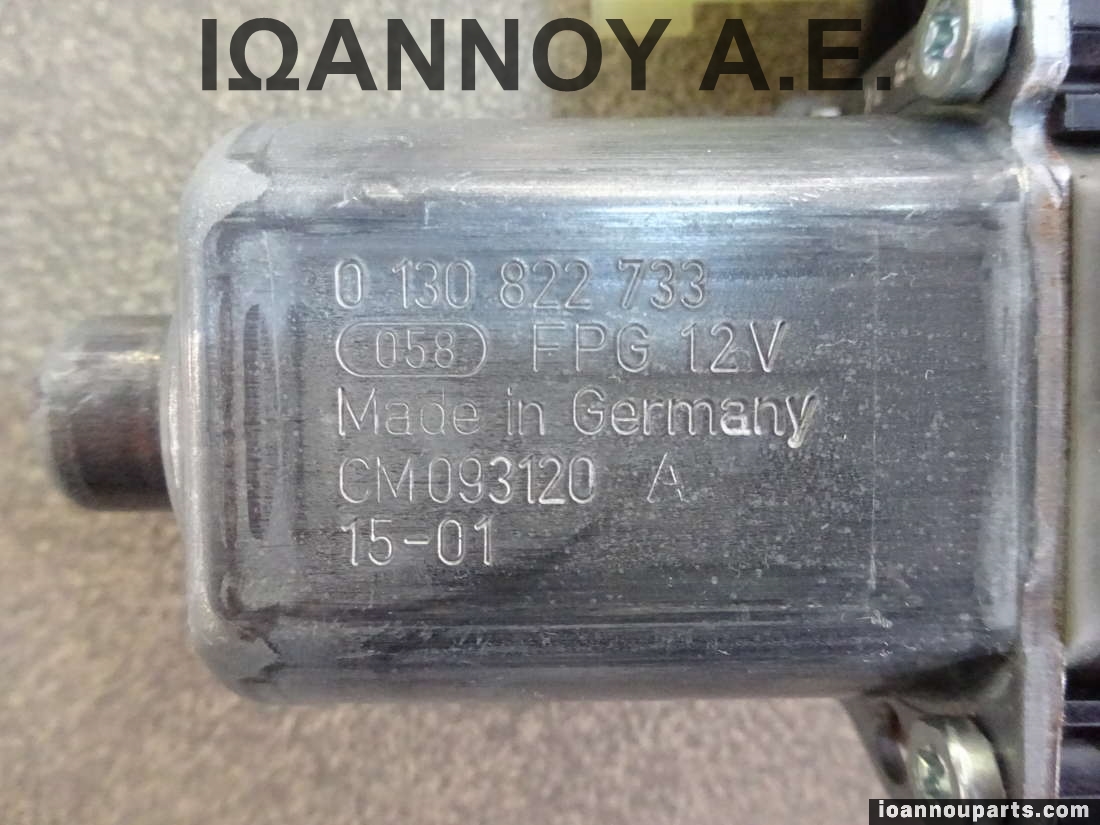 ΙΩΑΝΝΟΥ Α.Ε.
0 130 822 733
058 FPG 12V
Made in Germany
CM093120 A
15-01
ioannouparts.com